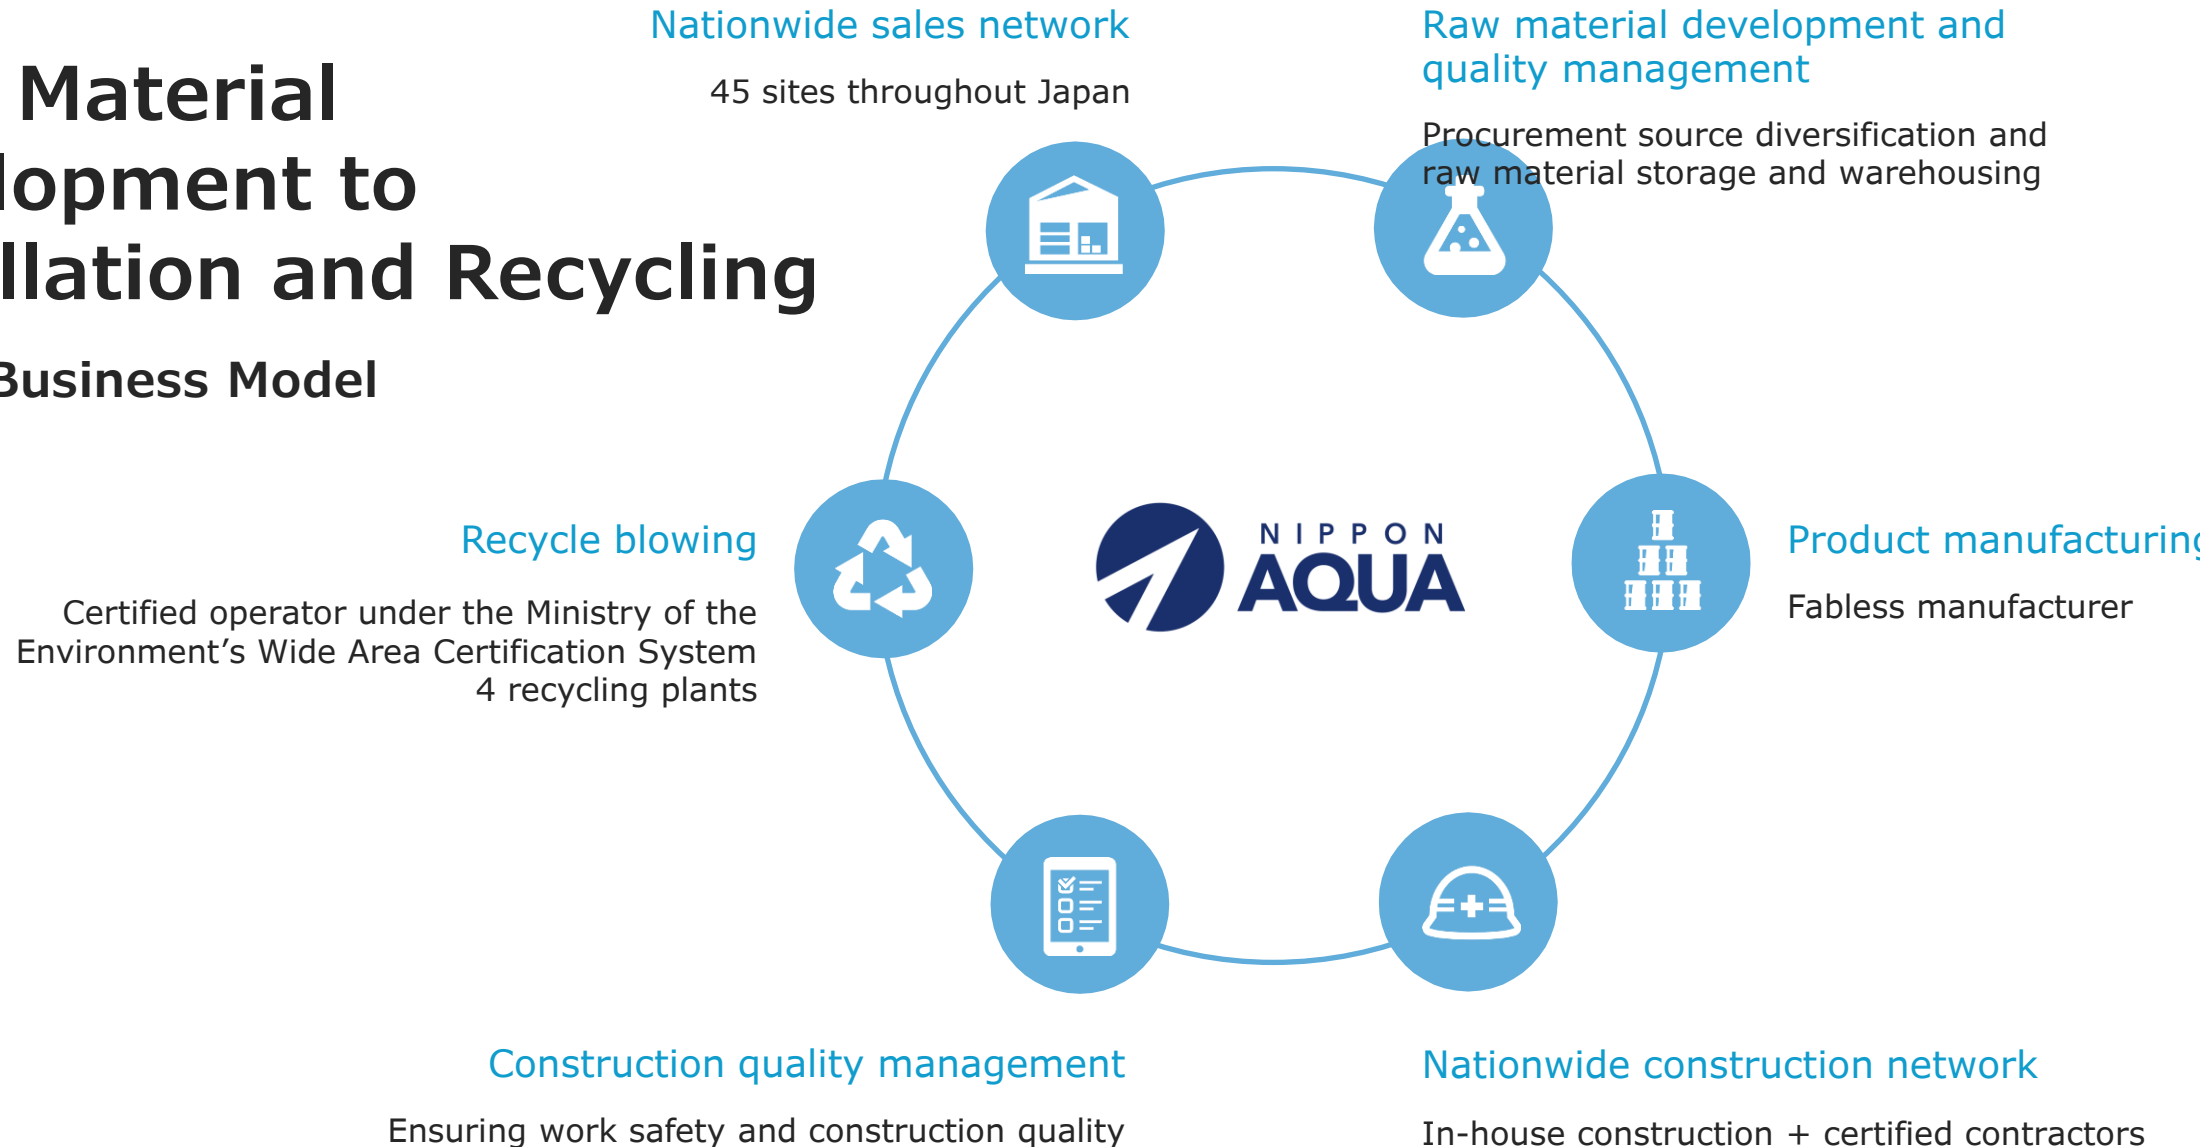 Material
lopment to
llation and Recycling
Business Model
Nationwide sales network
45 sites throughout Japan
Raw material development and
quality management
Procurement source diversification and
raw material storage and warehousing
Recycle blowing
Certified operator under the Ministry of the
Environment’s Wide Area Certification System
4 recycling plants
NIPPON
AQUA
Product manufacturing
Fabless manufacturer
Construction quality management
Ensuring work safety and construction quality
Nationwide construction network
In-house construction + certified contractors